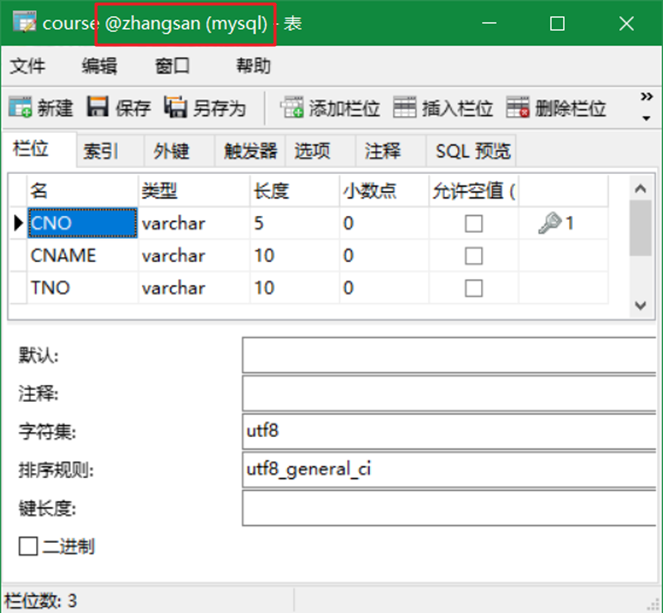 course @zhangsan (mysql) - 表
文件 编辑 窗口 帮助
新建 保存 另存为 添加栏位 插入栏位 删除栏位 »
栏位 索引 外键 触发器 选项 注释 SQL 预览
名 类型 长度 小数点 允许空值 (
CNO varchar 5 0 1
CNAME varchar 10 0
TNO varchar 10 0
默认:
注释:
字符集: utf8
排序规则: utf8_general_ci
键长度:
二进制
栏位数: 3